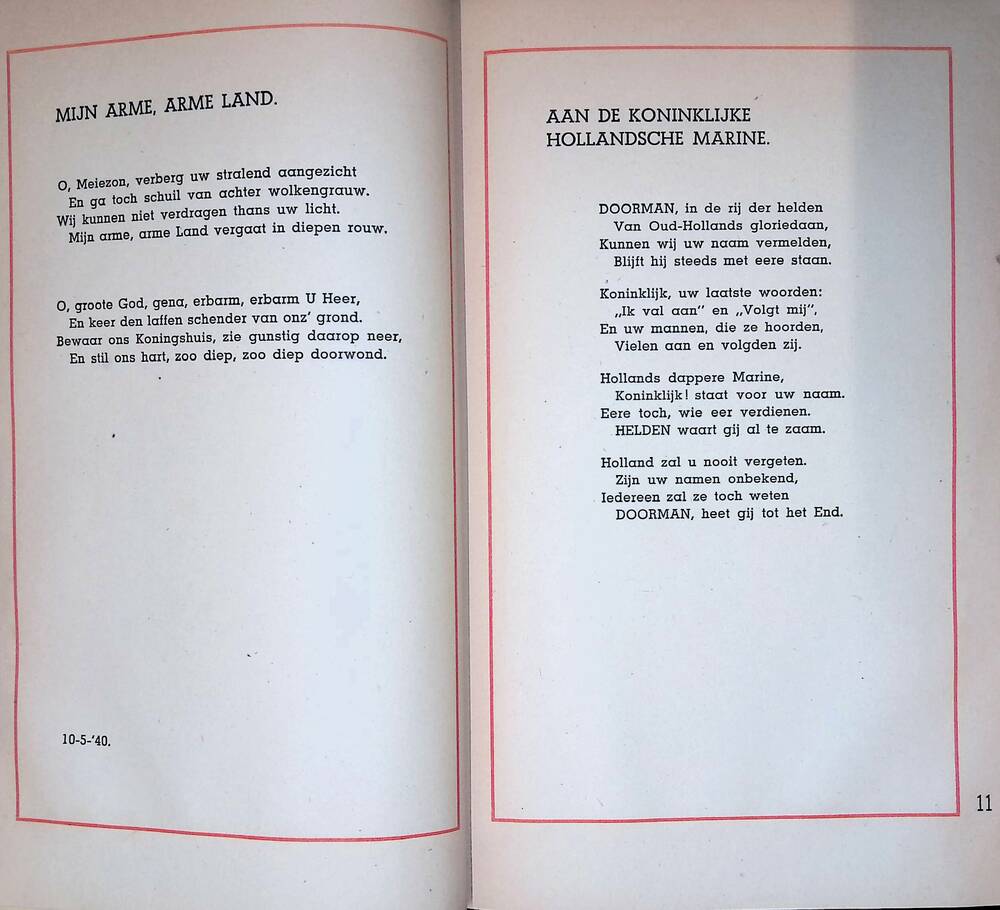 MIJN ARME, ARME LAND.
O, Meiezon, verberg uw stralend aangezicht
En ga toch schuil van achter wolkengrauw.
Wij kunnen niet verdragen thans uw licht.
Mijn arme, arme Land vergaat in diepen rouw.
O, groote God, gena, erbarm, erbarm U Heer,
En keer den laffen schender van onz' grond.
Bewaar ons Koningshuis, zie gunstig daarop neer,
En stil ons hart, zoo diep, zoo diep doorwond.
10-5-'40.
AAN DE KONINKLIJKE
HOLLANDSCHE MARINE.
DOORMAN, in de rij der helden
Van Oud-Hollands gloriedaan,
Kunnen wij uw naam vermelden,
Blijft hij steeds met eere staan.
Koninklijk, uw laatste woorden:
„Ik val aan" en „Volgt mij",
En uw mannen, die ze hoorden,
Vielen aan en volgden zij.
Hollands dappere Marine,
Koninklijk! staat voor uw naam.
Eere toch, wie eer verdienen.
HELDEN waart gij al te zaam.
Holland zal u nooit vergeten.
Zijn uw namen onbekend,
Iedereen zal ze toch weten
DOORMAN, heet gij tot het End.
11